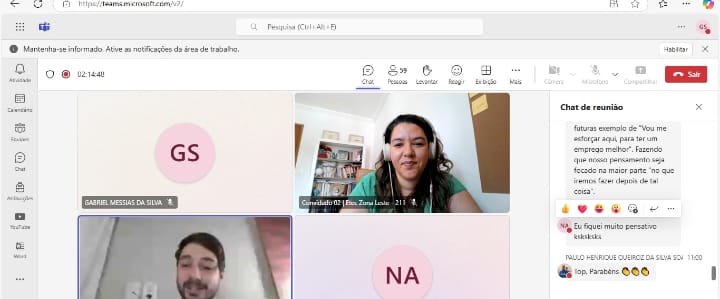 https://teams.microsoft.com/v2/
Pesquisa (Ctrl+Alt+E)
GS
Mantenha-se informado. Ative as notificações da área de trabalho.
Habilitar
02:14:48
Chat
59
Pessoas
Levantar
Reagir
Exibição
Mais
Câmera
Microfone
Compartilhar
Sair
Atividade
Calendário
Equipes
Chat
Atribuições
YouTube
Word
GS
GABRIEL MESSIAS DA SILVA
Convidado 02 | Etec Zona Leste - 211
NA
Chat de reunião
futuras exemplo de "Vou me
esforçar aqui, para ter um
emprego melhor". Fazendo
que nosso pensamento seja
focado na maior parte "no que
iremos fazer depois de tal
coisa".
NA
Eu fiquei muito pensativo
ksksksks
PAULO HENRIQUE QUEIROZ DA SILVA SOA 11:00
Top, Parabéns 👏👏👏